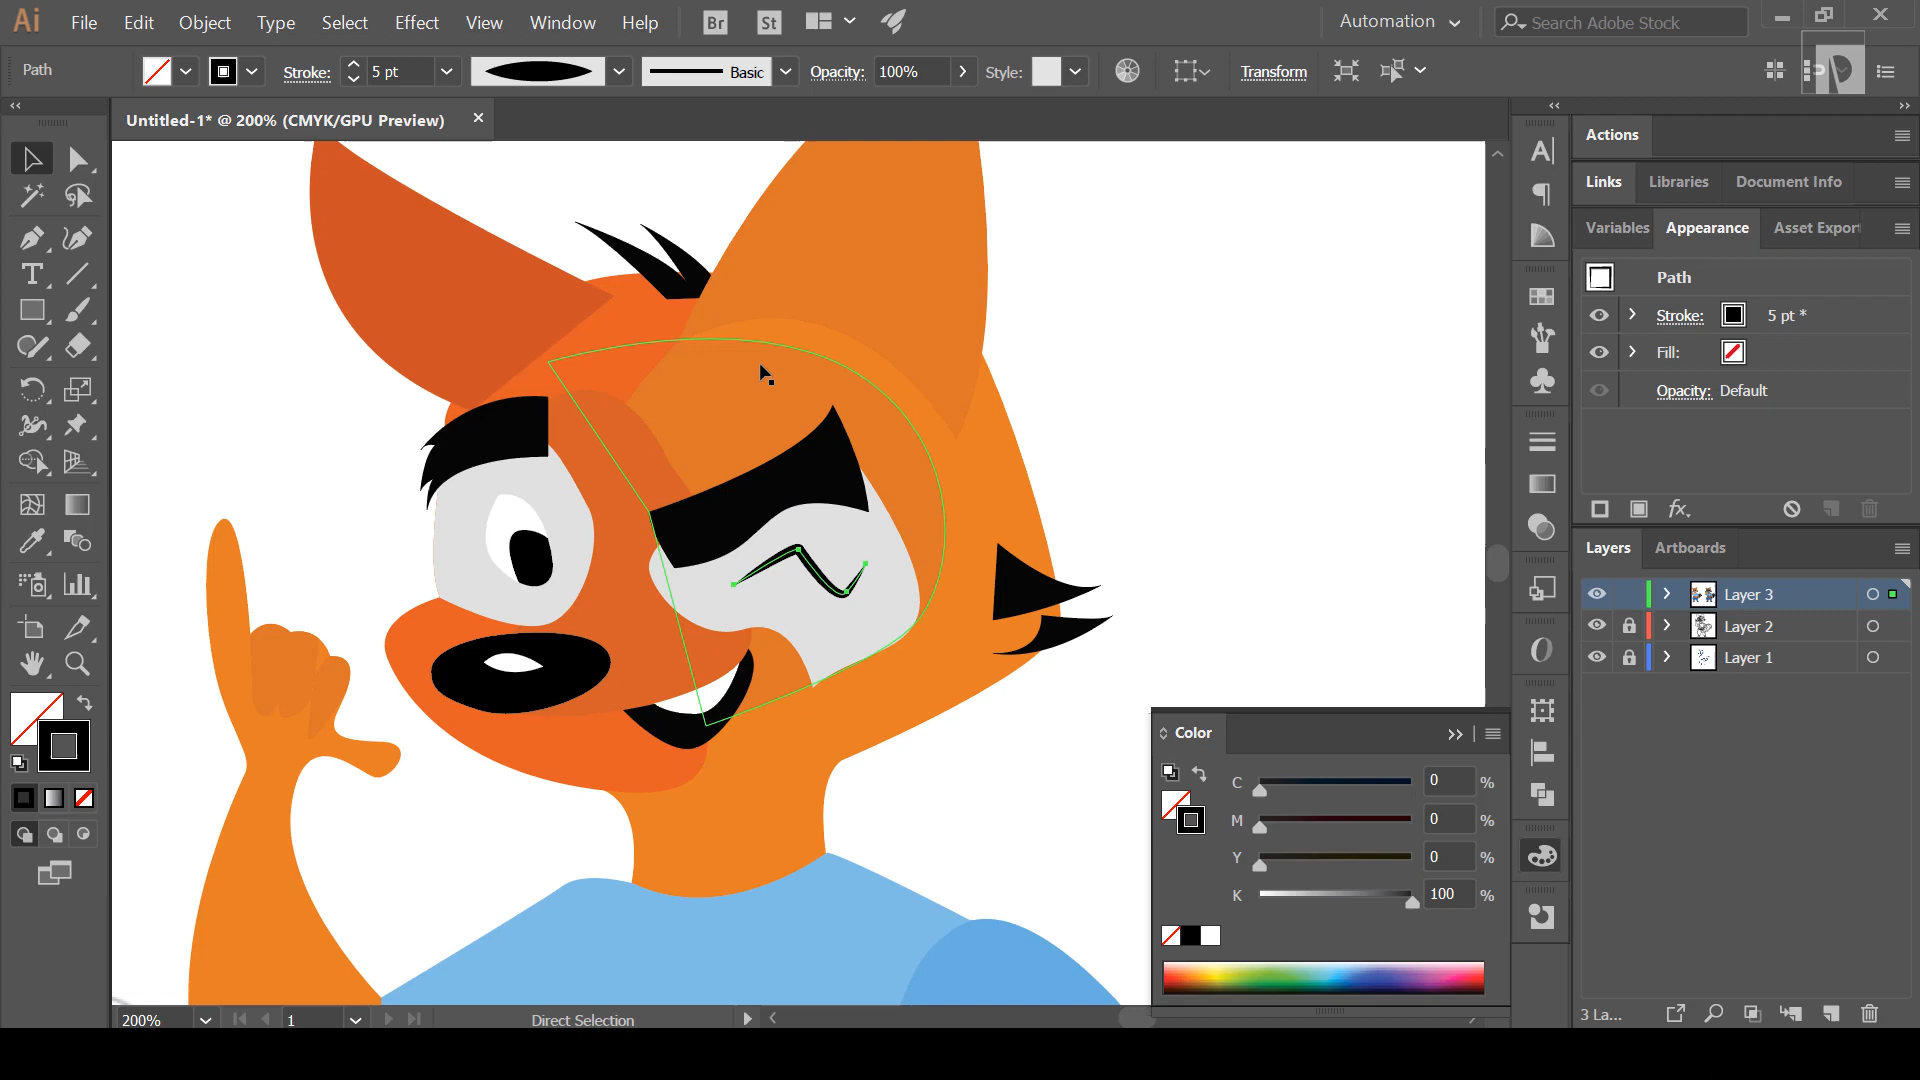 Ai File Edit Object Type Select Effect View Window Help Br St Automation Search Adobe Stock
Path Stroke: 5 pt Basic Opacity: 100% Style: Transform
Untitled-1* @ 200% (CMYK/GPU Preview)
Actions
Links Libraries Document Info
Variables Appearance Asset Expor
Path
Stroke: 5 pt *
Fill:
Opacity: Default
fx
Layers Artboards
Layer 3
Layer 2
Layer 1
Color
C 0 %
M 0 %
Y 0 %
K 100 %
200% 1 Direct Selection 3 La...